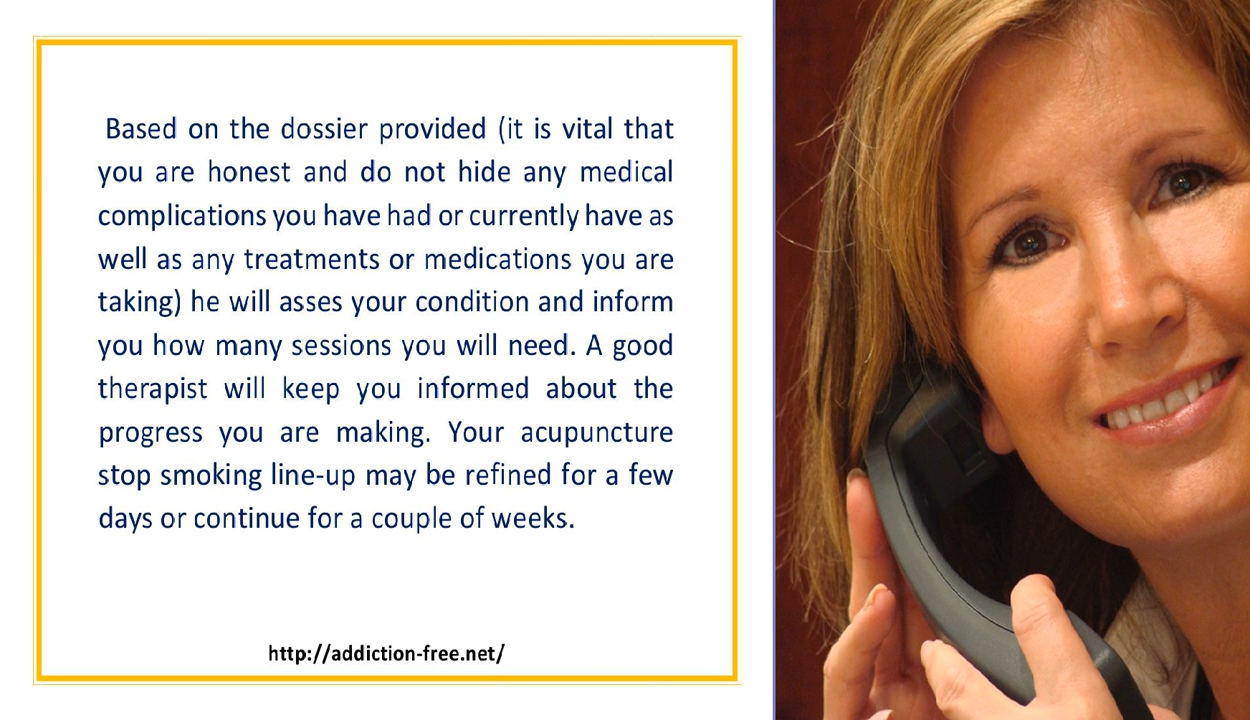 Based on the dossier provided (it is vital that
you are honest and do not hide any medical
complications you have had or currently have as
well as any treatments or medications you are
taking) he will asses your condition and inform
you how many sessions you will need. A good
therapist will keep you informed about the
progress you are making. Your acupuncture
stop smoking line-up may be refined for a few
days or continue for a couple of weeks.
http://addiction-free.net/